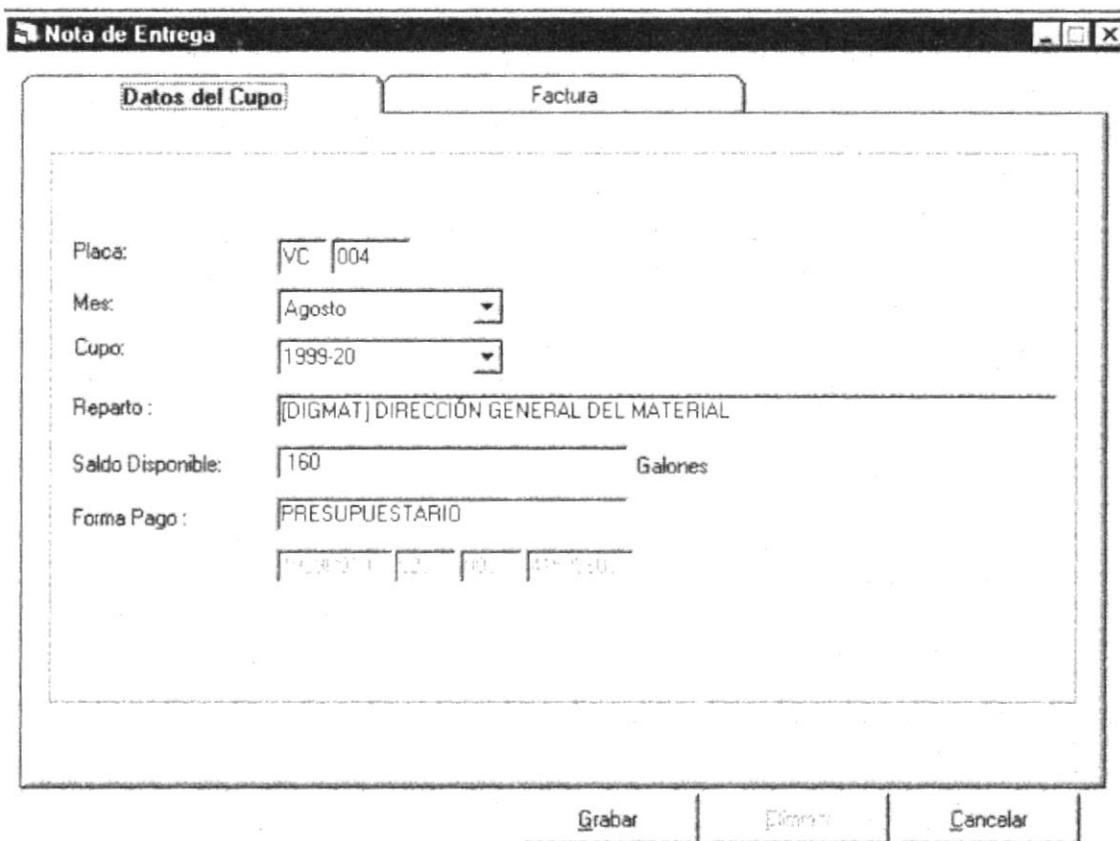 Nota de Entrega
Datos del Cupo Factura
Placa: VC 004
Mes: Agosto
Cupo: 1999-20
Reparto : [DIGMAT] DIRECCIÓN GENERAL DEL MATERIAL
Saldo Disponible: 160 Galones
Forma Pago : PRESUPUESTARIO
Grabar Eliminar Cancelar